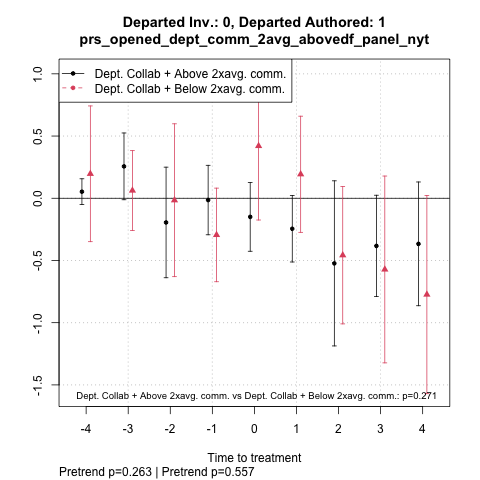 Departed Inv.: 0, Departed Authored: 1
prs_opened_dept_comm_2avg_abovedf_panel_nyt
Dept. Collab + Above 2xavg. comm.
Dept. Collab + Below 2xavg. comm.
1.0
0.5
0.0
-0.5
-1.0
-1.5
Dept. Collab + Above 2xavg. comm. vs Dept. Collab + Below 2xavg. comm.: p=0.271
-4 -3 -2 -1 0 1 2 3 4
Time to treatment
Pretrend p=0.263 | Pretrend p=0.557